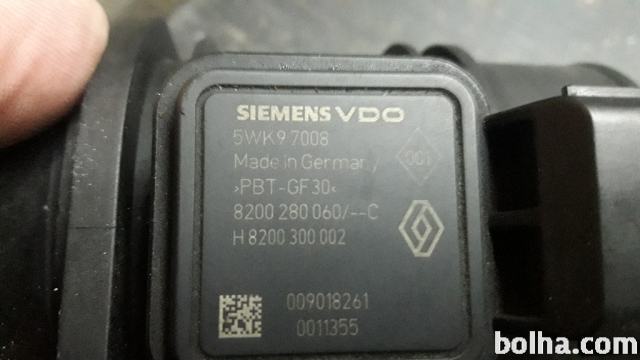 SIEMENS VDO
5WK9 7008
Made in Germany
001
>PBT-GF30<
8200 280 060/--C
H 8200 300 002
009018261
0011355
bolha.com